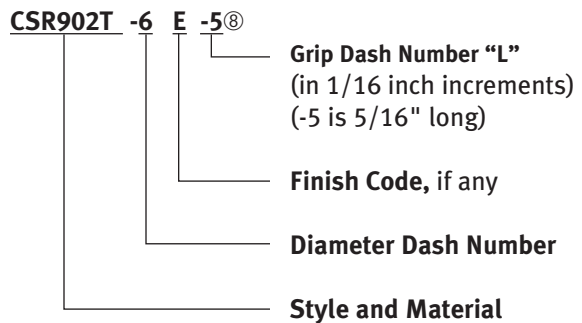 CSR902T -6 E -5⑧
Grip Dash Number “L”
(in 1/16 inch increments)
(-5 is 5/16" long)
Finish Code, if any
Diameter Dash Number
Style and Material